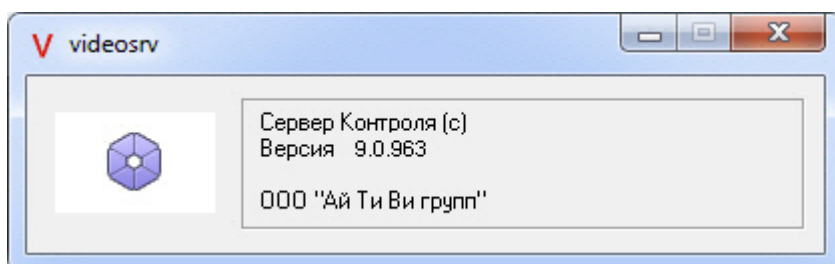 V videosrv
Сервер Контроля (с)
Версия 9.0.963
ООО "Ай Ти Ви групп"